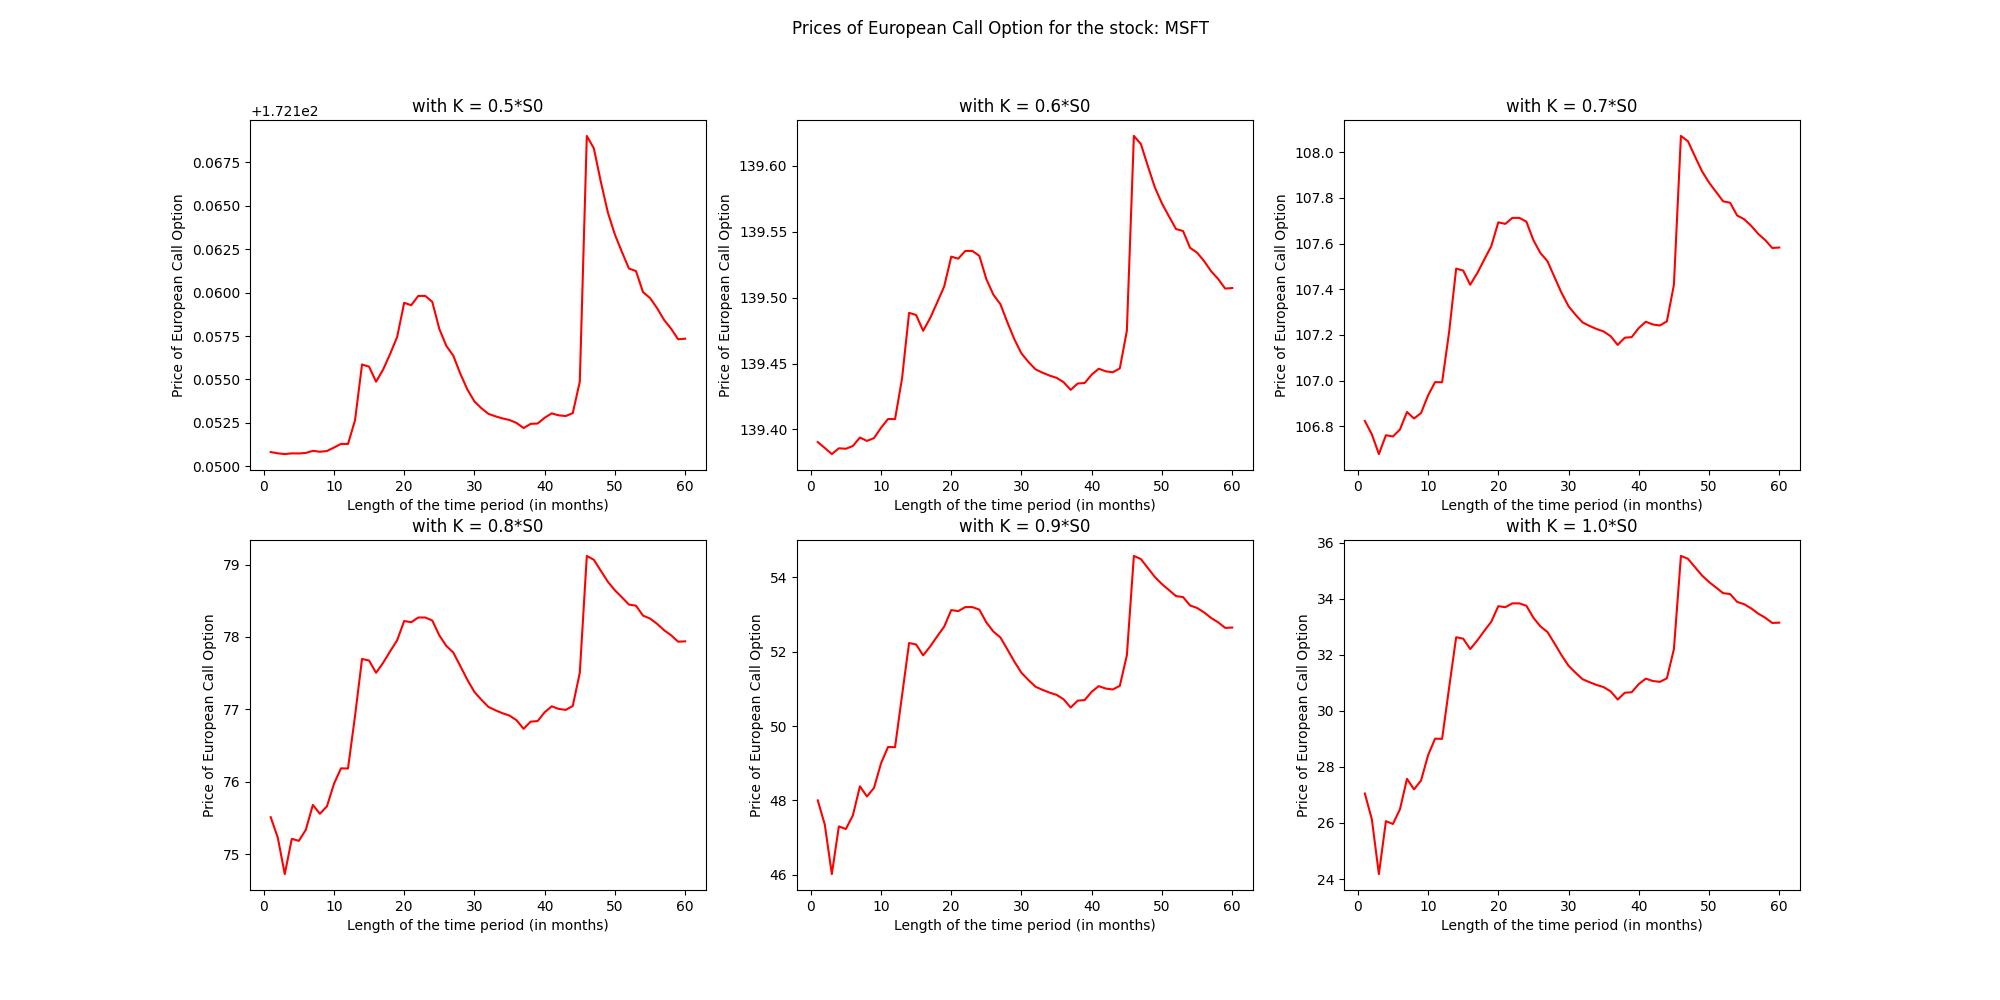 Prices of European Call Option for the stock: MSFT
+1.721e2
with K = 0.5*S0
Price of European Call Option
0.0675
0.0650
0.0625
0.0600
0.0575
0.0550
0.0525
0.0500
0 10 20 30 40 50 60
Length of the time period (in months)
with K = 0.6*S0
Price of European Call Option
139.60
139.55
139.50
139.45
139.40
0 10 20 30 40 50 60
Length of the time period (in months)
with K = 0.7*S0
Price of European Call Option
108.0
107.8
107.6
107.4
107.2
107.0
106.8
0 10 20 30 40 50 60
Length of the time period (in months)
with K = 0.8*S0
Price of European Call Option
79
78
77
76
75
0 10 20 30 40 50 60
Length of the time period (in months)
with K = 0.9*S0
Price of European Call Option
54
52
50
48
46
0 10 20 30 40 50 60
Length of the time period (in months)
with K = 1.0*S0
Price of European Call Option
36
34
32
30
28
26
24
0 10 20 30 40 50 60
Length of the time period (in months)